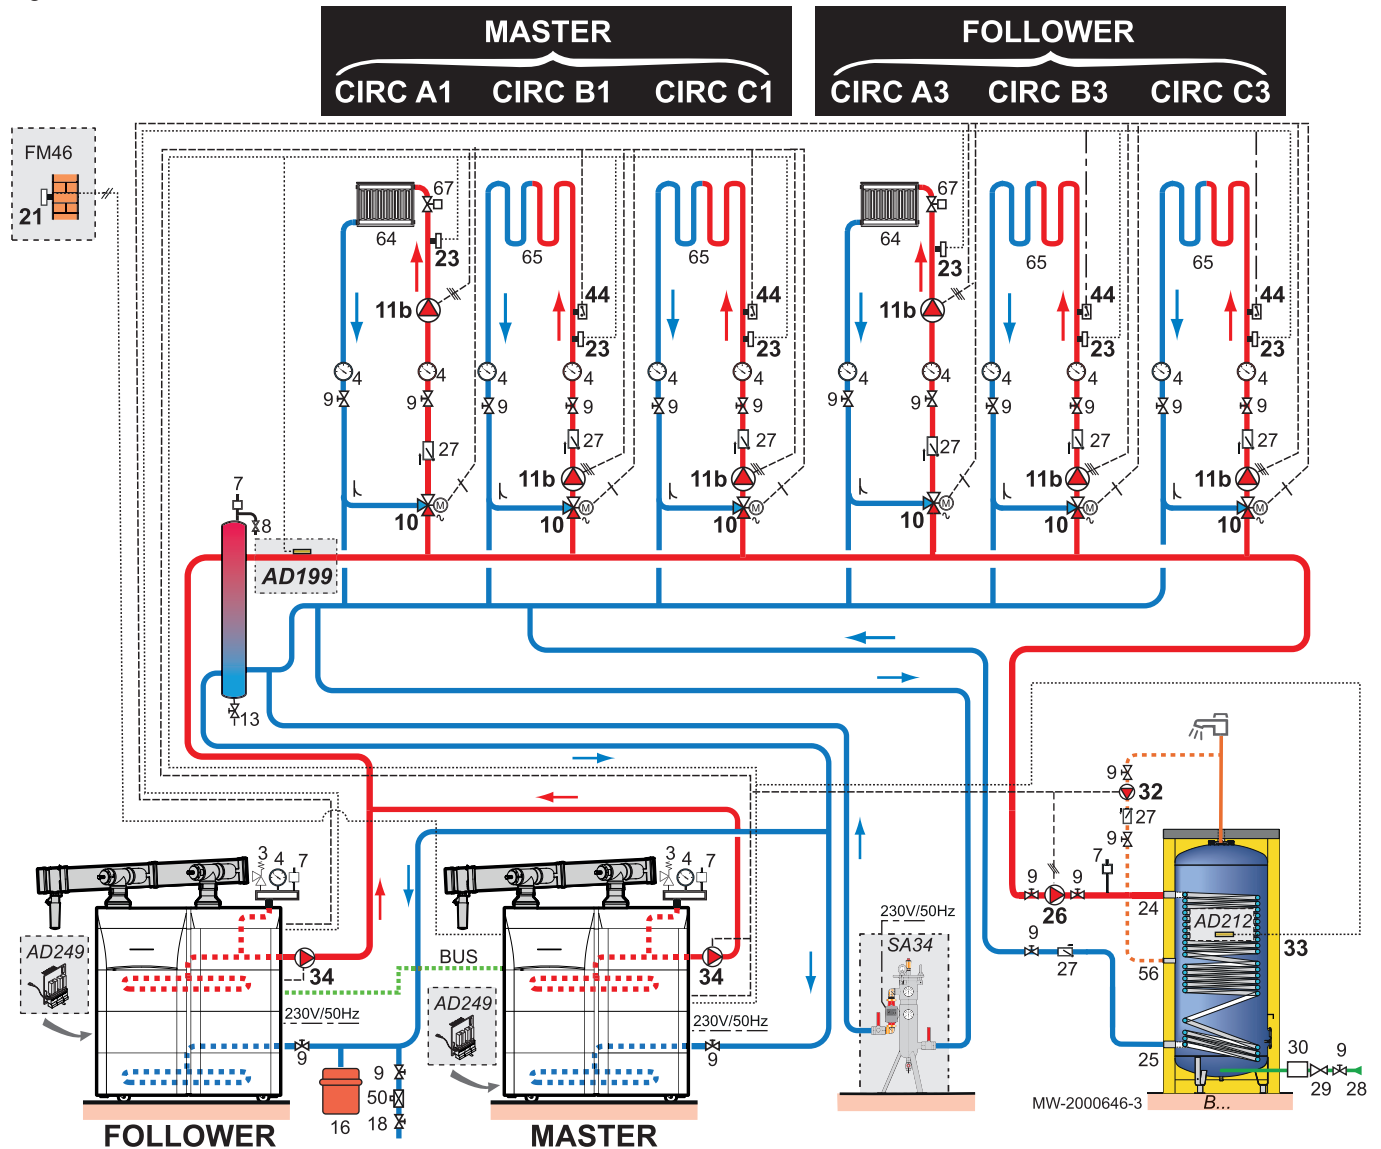 MASTER
FOLLOWER
CIRC A1 CIRC B1 CIRC C1
CIRC A3 CIRC B3 CIRC C3
FM46
21
67
64
23
11b
65
44
23
65
44
23
67
64
23
11b
65
44
23
65
44
23
4 4 4 4 4 4 4 4 4 4 4 4
9 9 9 9 9 9 9 9 9 9 9 9
27 27 27 27 27 27
11b 11b 11b 11b
M M M M M M
~ ~ ~ ~ ~ ~
10 10 10 10 10 10
7
8
AD199
13
9
32
27
9
3 4 7
3 4 7
7
9 9
26
24
AD212
33
230V/50Hz
SA34
AD249
34
BUS
34
9
27
56
AD249
230V/50Hz
230V/50Hz
9
9
25
9
50
18
16
30 9
29 28
MW-2000646-3
B...
FOLLOWER
MASTER